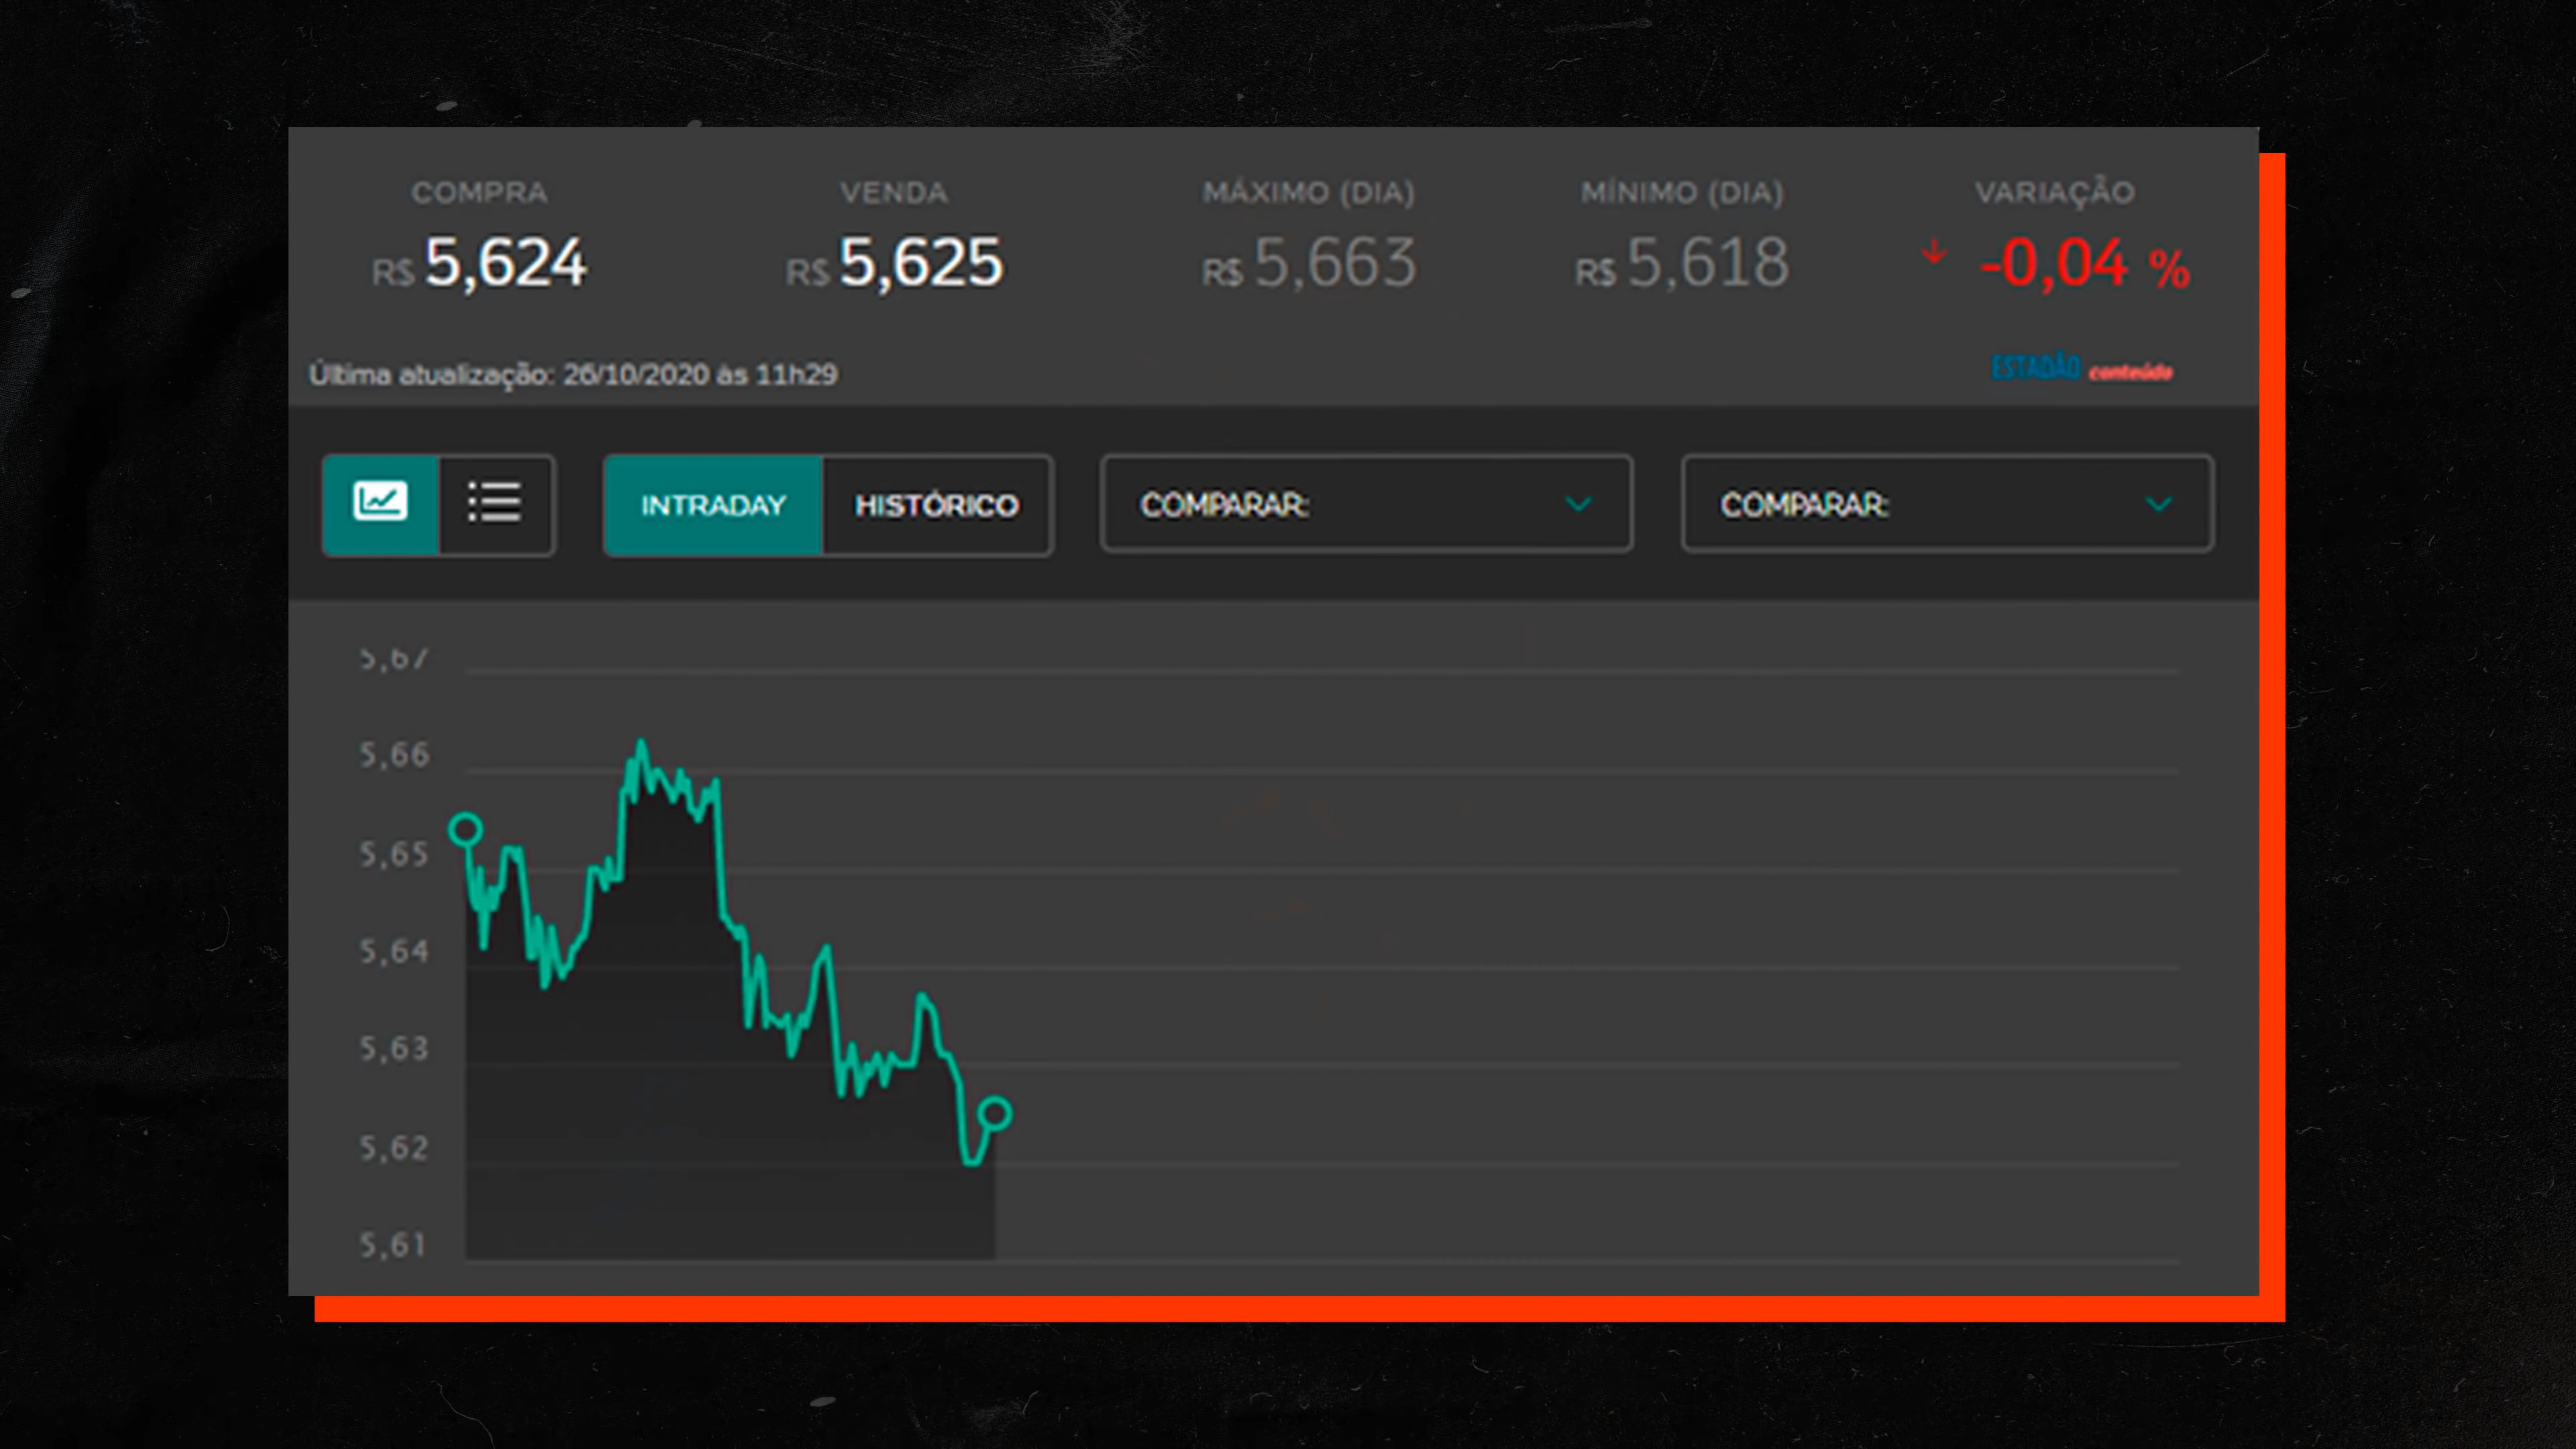 COMPRA VENDA MÁXIMO (DIA) MÍNIMO (DIA) VARIAÇÃO
R$ 5,624 R$ 5,625 R$ 5,663 R$ 5,618 -0,04 %
Última atualização: 26/10/2020 às 11h29 ESTADÃO conteúdo
INTRADAY HISTÓRICO COMPARAR: COMPARAR:
5,67
5,66
5,65
5,64
5,63
5,62
5,61